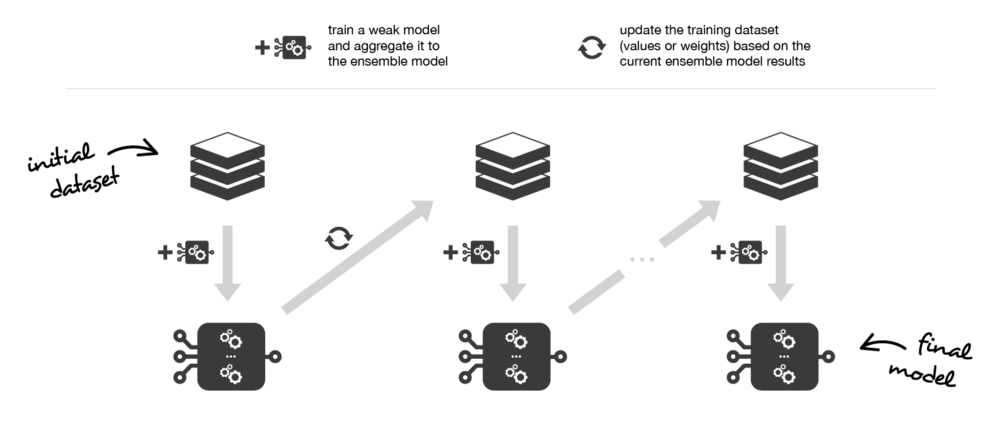 train a weak model
and aggregate it to
the ensemble model
update the training dataset
(values or weights) based on the
current ensemble model results
initial
dataset
final
model